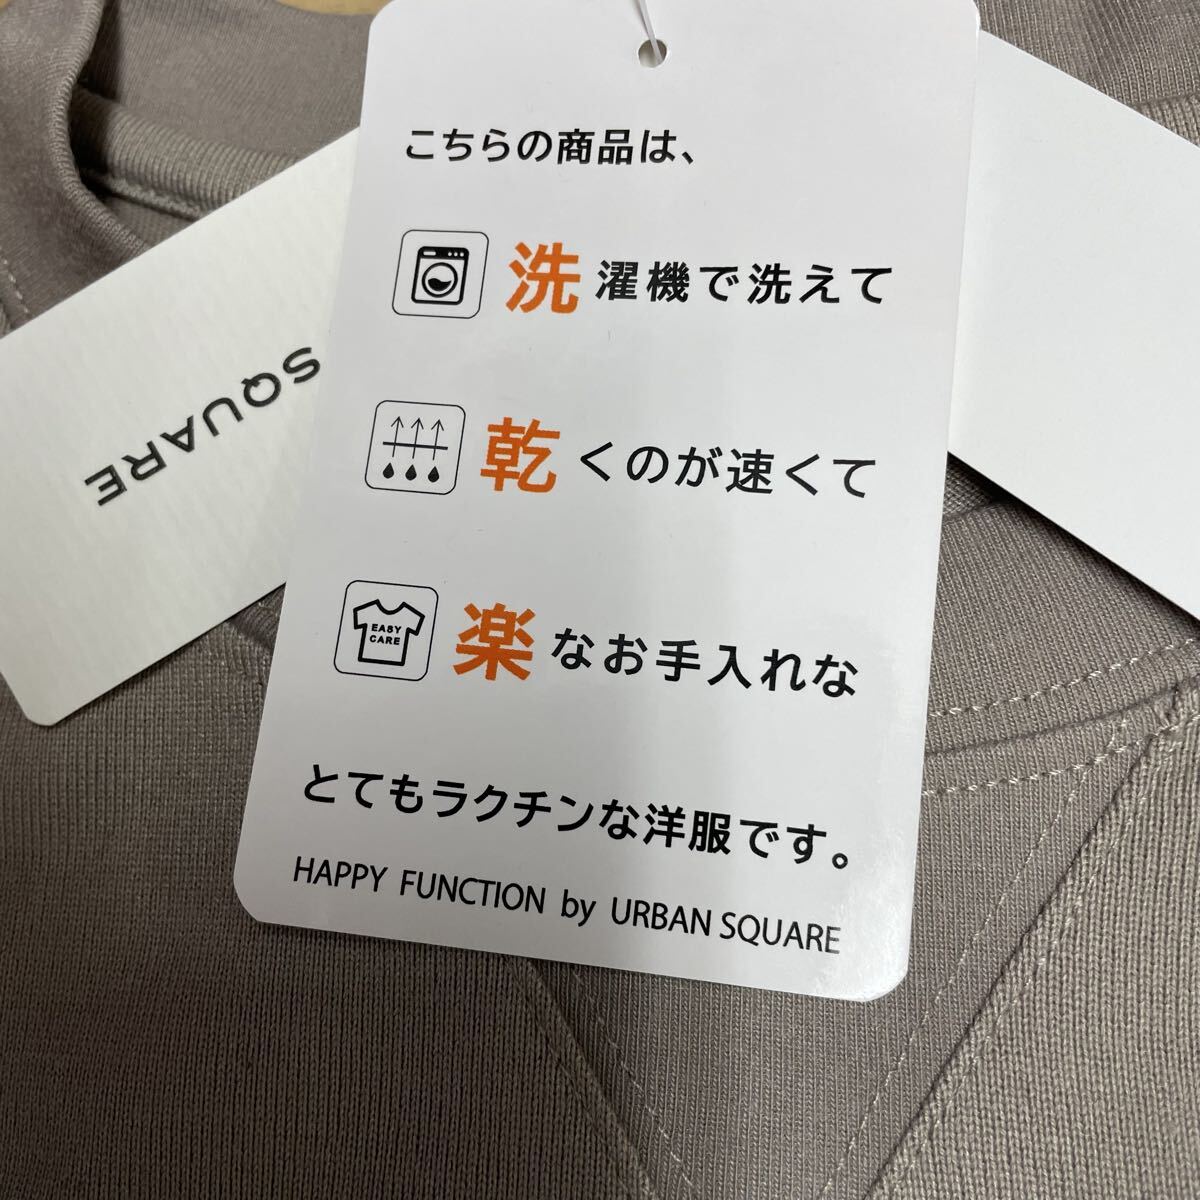 こちらの商品は、
洗濯機で洗えて
乾くのが速くて
EASY
CARE
楽なお手入れな
とてもラクチンな洋服です。
HAPPY FUNCTION by URBAN SQUARE
SQUARE